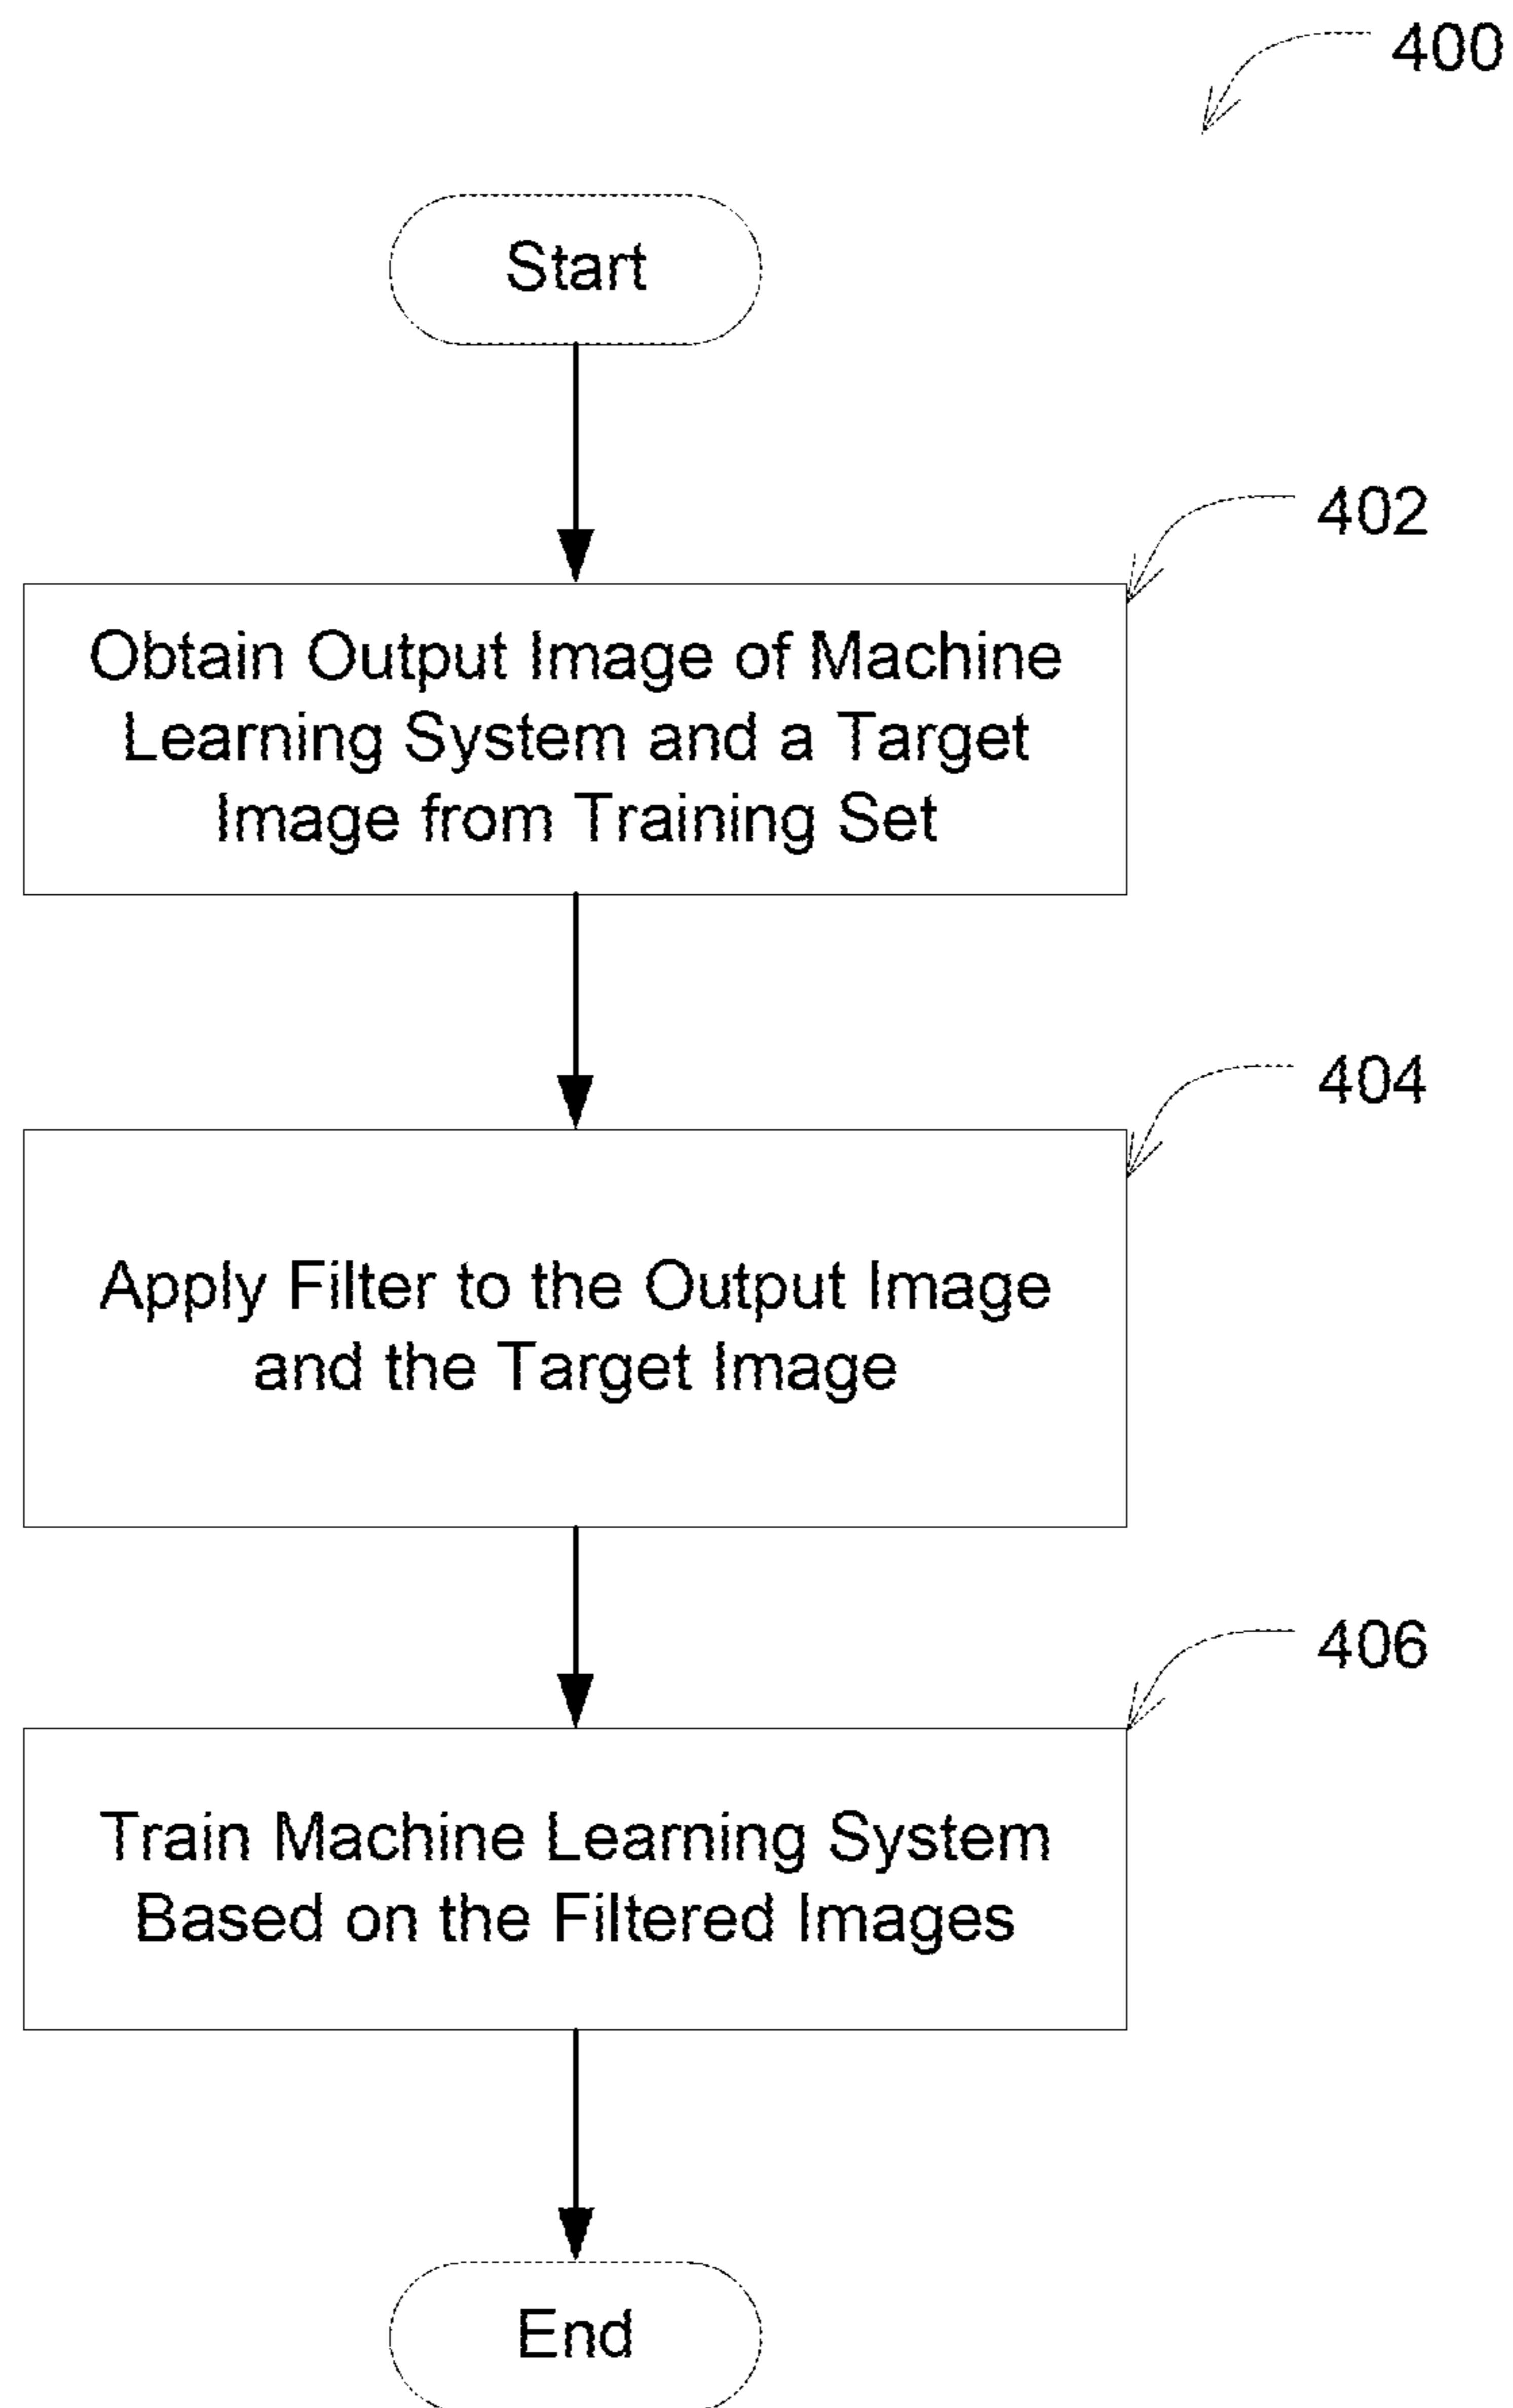 400
Start
402
Obtain Output Image of Machine
Learning System and a Target
Image from Training Set
404
Apply Filter to the Output Image
and the Target Image
406
Train Machine Learning System
Based on the Filtered Images
End